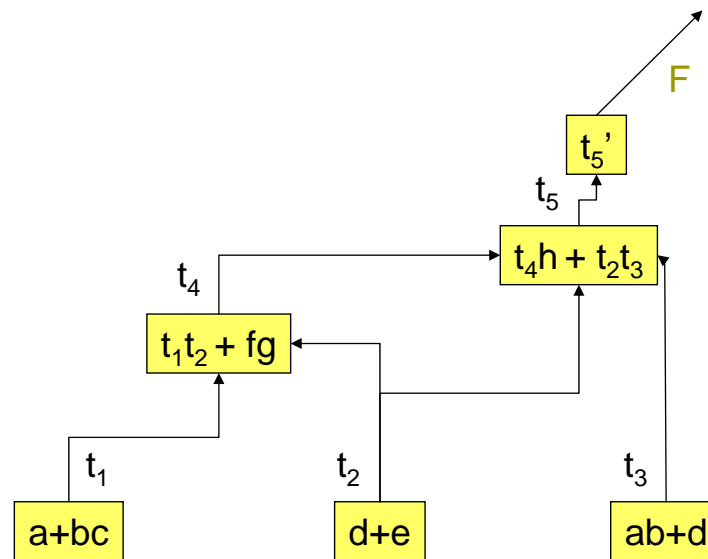 F
t₅’
t₅
t₄h + t₂t₃
t₄
t₁t₂ + fg
t₁
t₂
t₃
a+bc
d+e
ab+d